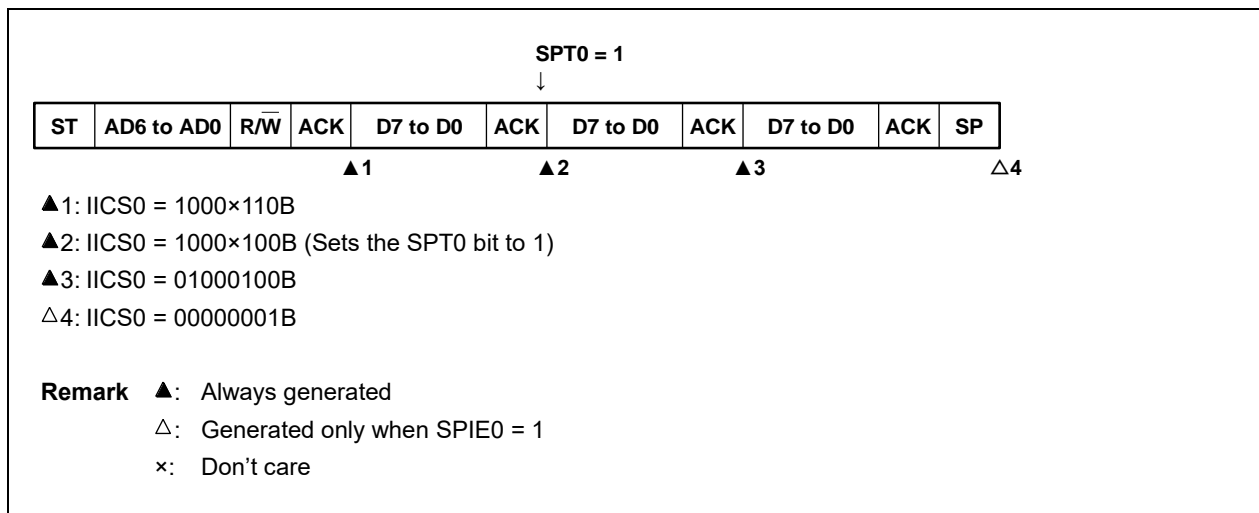 SPT0 = 1
↓
ST AD6 to AD0 R/W̅ ACK D7 to D0 ACK D7 to D0 ACK D7 to D0 ACK SP
▲1 ▲2 ▲3 △4
▲1: IICS0 = 1000×110B
▲2: IICS0 = 1000×100B (Sets the SPT0 bit to 1)
▲3: IICS0 = 01000100B
△4: IICS0 = 00000001B
Remark ▲: Always generated
△: Generated only when SPIE0 = 1
×: Don’t care